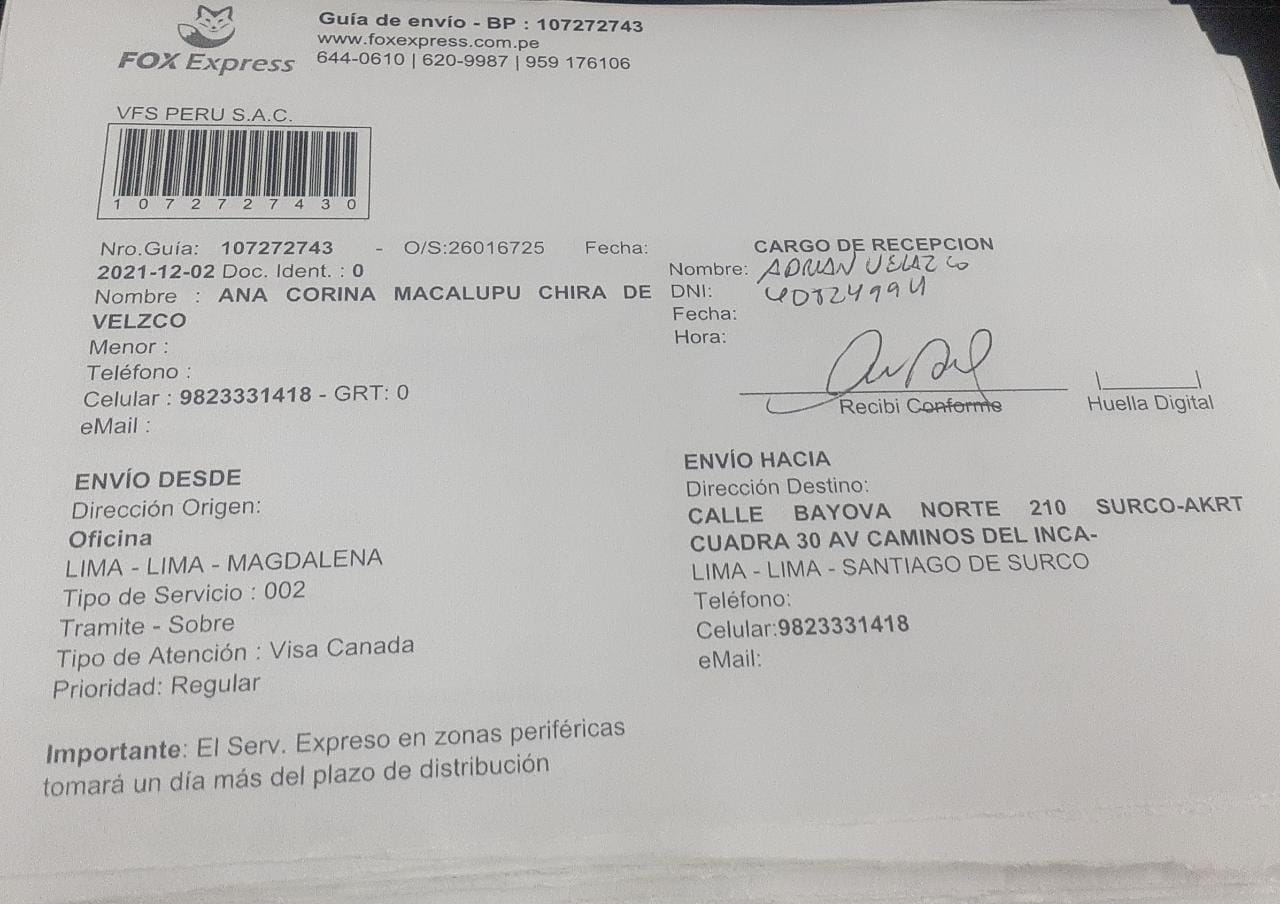 FOX Express
Guía de envío - BP : 107272743
www.foxexpress.com.pe
644-0610 | 620-9987 | 959 176106
VFS PERU S.A.C.
1 0 7 2 7 2 7 4 3 0
Nro.Guía: 107272743 - O/S:26016725 Fecha:
2021-12-02 Doc. Ident. : 0
Nombre : ANA CORINA MACALUPU CHIRA DE
VELZCO
Menor :
Teléfono :
Celular : 9823331418 - GRT: 0
eMail :
CARGO DE RECEPCION
Nombre: ADRIAN VELAZCO
DNI:
Fecha:
Hora:
Recibi Conforme
Huella Digital
ENVÍO DESDE
Dirección Origen:
Oficina
LIMA - LIMA - MAGDALENA
Tipo de Servicio : 002
Tramite - Sobre
Tipo de Atención : Visa Canada
Prioridad: Regular
ENVÍO HACIA
Dirección Destino:
CALLE BAYOVA NORTE 210 SURCO-AKRT
CUADRA 30 AV CAMINOS DEL INCA-
LIMA - LIMA - SANTIAGO DE SURCO
Teléfono:
Celular:9823331418
eMail:
Importante: El Serv. Expreso en zonas periféricas
tomará un día más del plazo de distribución